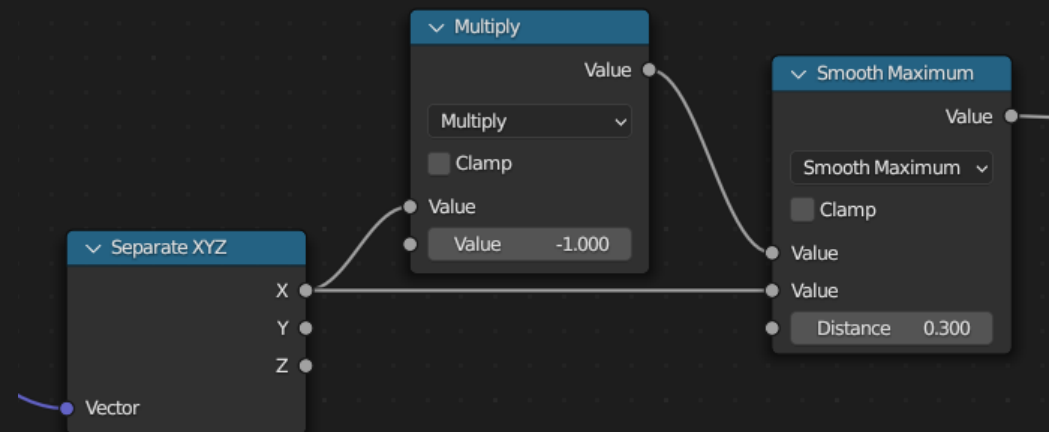 Multiply
Value
Multiply
Clamp
Value
Value -1.000
Separate XYZ
X
Y
Z
Vector
Smooth Maximum
Value
Smooth Maximum
Clamp
Value
Value
Distance 0.300